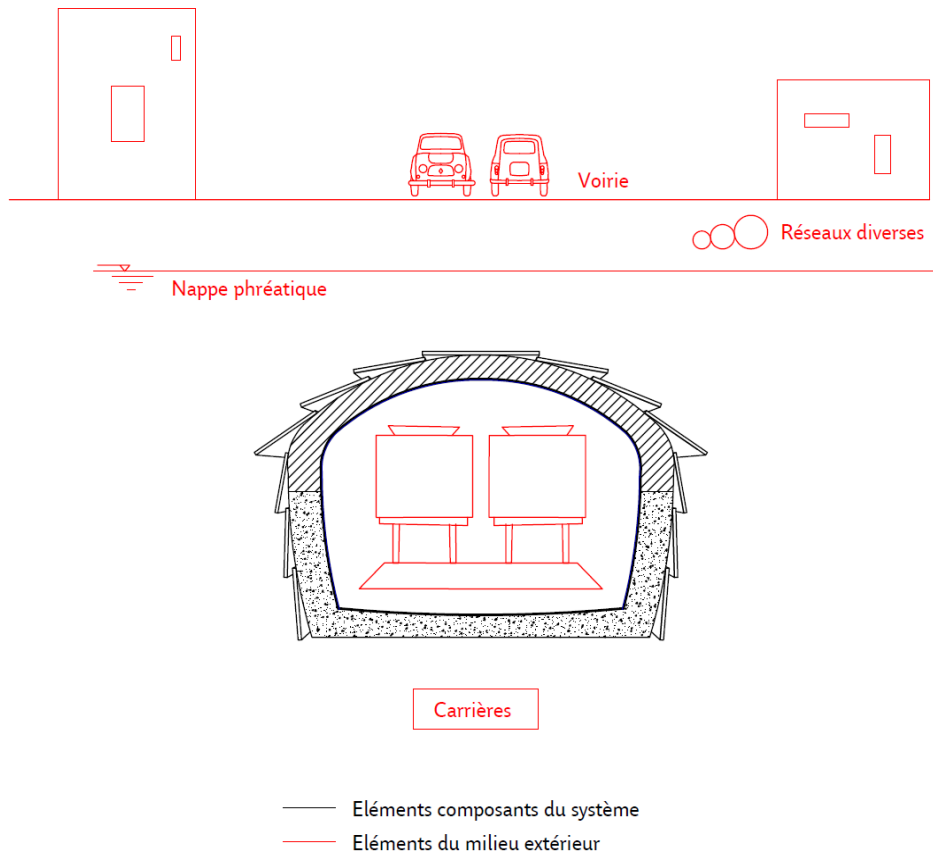 Voirie
Réseaux diverses
Nappe phréatique
Carrières
Eléments composants du système
Eléments du milieu extérieur